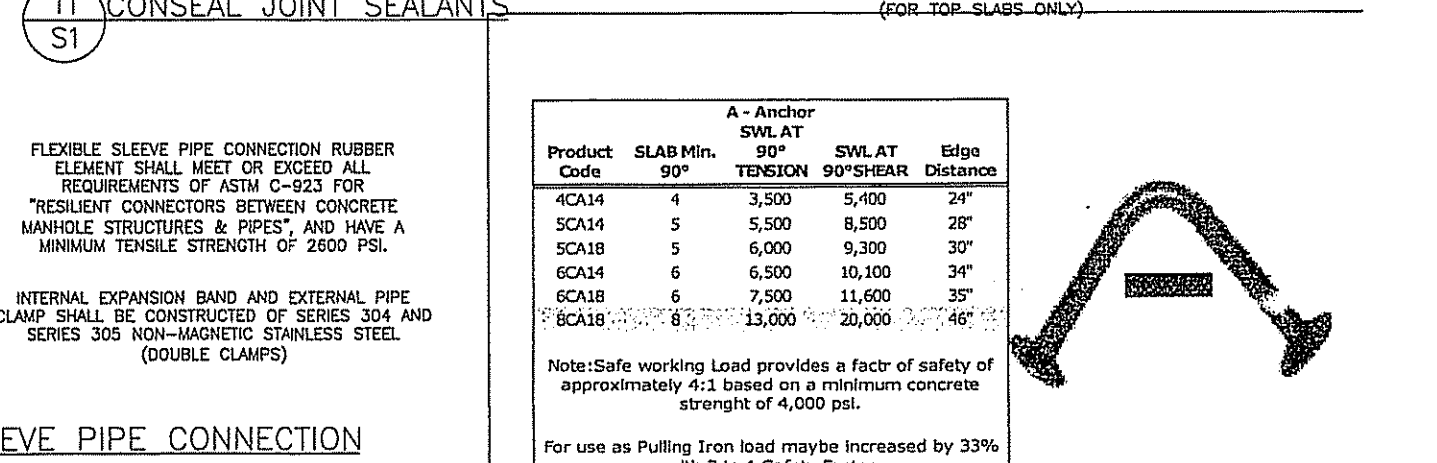 11 CONSEAL JOINT SEALANTS
S1
(FOR TOP SLABS ONLY)
FLEXIBLE SLEEVE PIPE CONNECTION RUBBER
ELEMENT SHALL MEET OR EXCEED ALL
REQUIREMENTS OF ASTM C-923 FOR
"RESILIENT CONNECTORS BETWEEN CONCRETE
MANHOLE STRUCTURES & PIPES", AND HAVE A
MINIMUM TENSILE STRENGTH OF 2600 PSI.
INTERNAL EXPANSION BAND AND EXTERNAL PIPE
CLAMP SHALL BE CONSTRUCTED OF SERIES 304 AND
SERIES 305 NON-MAGNETIC STAINLESS STEEL
(DOUBLE CLAMPS)
EVE PIPE CONNECTION
A - Anchor
SWL AT
Product SLAB Min. 90° SWL AT Edge
Code 90° TENSION 90°SHEAR Distance
4CA14 4 3,500 5,400 24"
5CA14 5 5,500 8,500 28"
5CA18 5 6,000 9,300 30"
6CA14 6 6,500 10,100 34"
6CA18 6 7,500 11,600 35"
8CA18 8 13,000 20,000 46"
Note:Safe working Load provides a factr of safety of
approximately 4:1 based on a minimum concrete
strenght of 4,000 psi.
For use as Pulling Iron load maybe increased by 33%